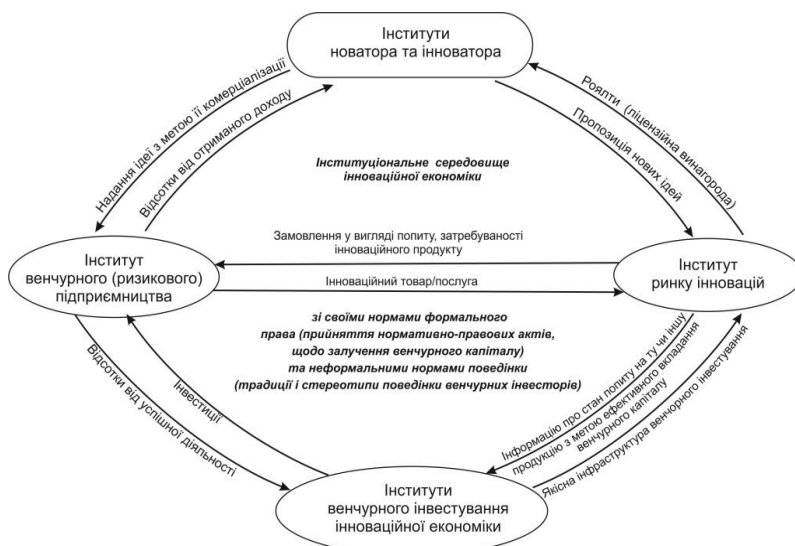 Інститути
новатора та інноватора
Надання ідеї з метою її комерціалізації
Відсотки від отриманого доходу
Пропозиція нових ідей
Роялти (ліцензійна винагорода)
Інституціональне середовище
інноваційної економіки
Замовлення у вигляді попиту, затребуваності
інноваційного продукту
Інститут
венчурного (ризикового)
підприємництва
Інноваційний товар/послуга
Інститут
ринку інновацій
зі своїми нормами формального
права (прийняття нормативно-правових актів,
щодо залучення венчурного капіталу)
та неформальними нормами поведінки
(традиції і стереотипи поведінки венчурних інвесторів)
Відсотки від успішної діяльності
Інвестиції
Інформацію про стан попиту на ту чи іншу
продукцію з метою ефективного вкладання
венчурного капіталу
Якісна інфраструктура венчорного інвестування
Інститути
венчурного інвестування
інноваційної економіки